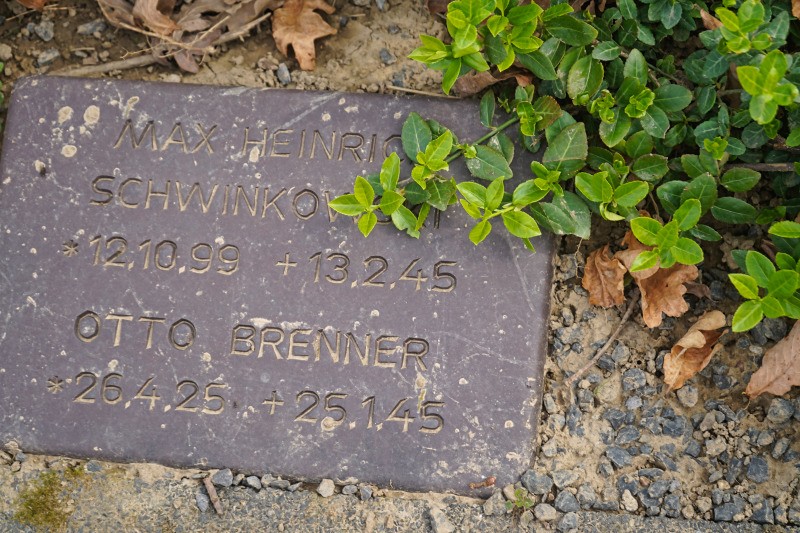 MAX HEINRIC
SCHWINKOW
*12.10.99 +13.2.45
OTTO BRENNER
*26.4.25 +25.1.45